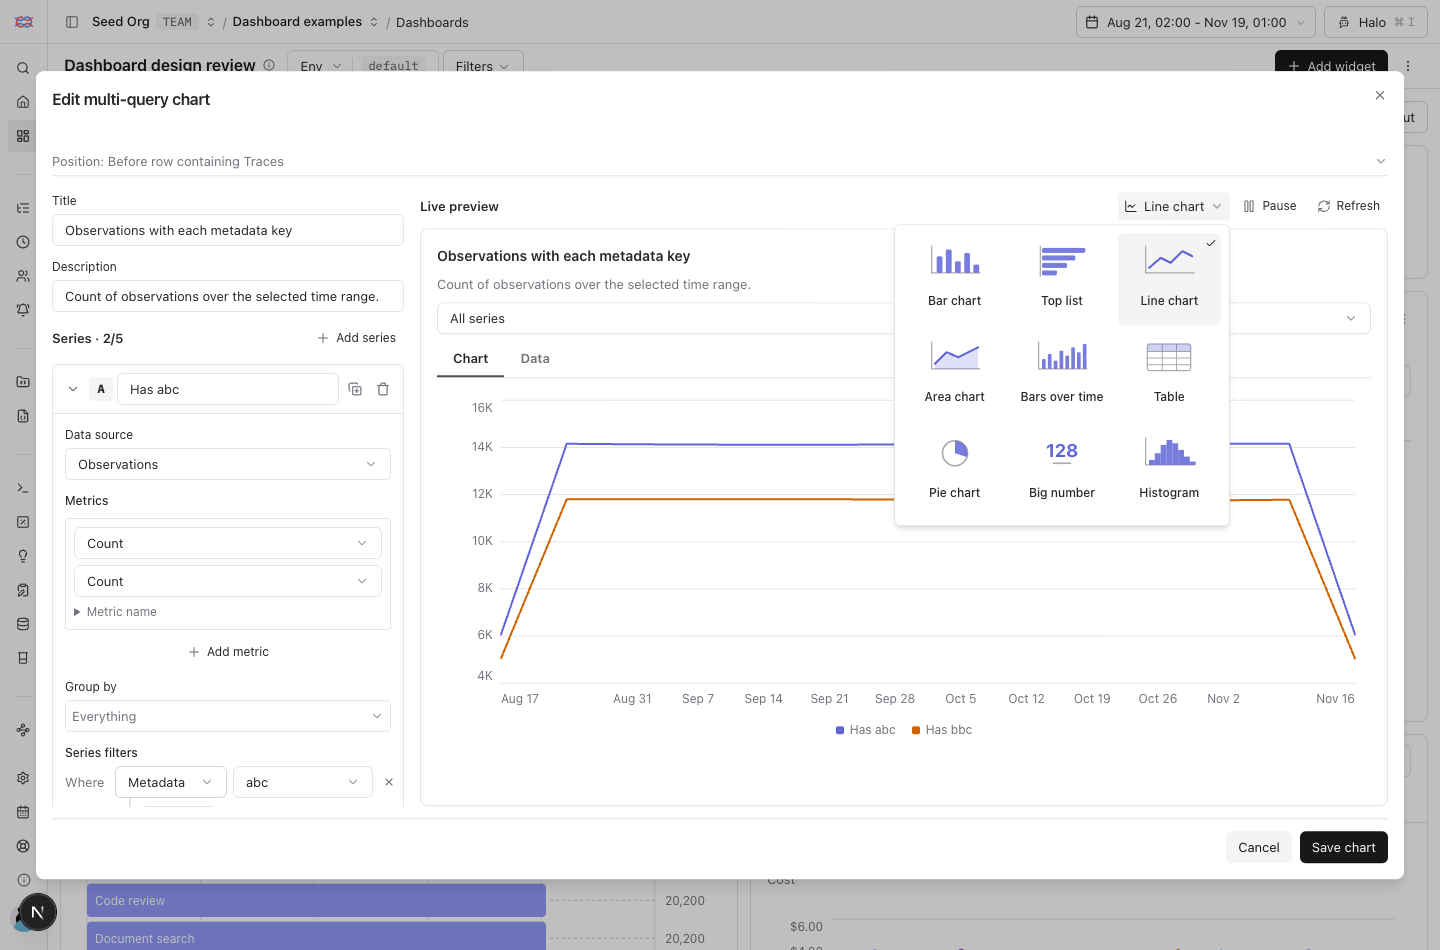 Seed Org TEAM / Dashboard examples / Dashboards
Aug 21, 02:00 - Nov 19, 01:00
Halo ⌘ I
Dashboard design review
Env default
Filters
+ Add widget
Edit multi-query chart
Position: Before row containing Traces
Title
Observations with each metadata key
Description
Count of observations over the selected time range.
Series · 2/5
+ Add series
A
Has abc
Data source
Observations
Metrics
Count
Count
Metric name
+ Add metric
Group by
Everything
Series filters
Where Metadata abc
Live preview
Line chart
Pause
Refresh
Observations with each metadata key
Count of observations over the selected time range.
All series
Chart Data
16K
14K
12K
10K
8K
6K
4K
Aug 17 Aug 31 Sep 7 Sep 14 Sep 21 Sep 28 Oct 5 Oct 12 Oct 19 Oct 26 Nov 2 Nov 16
Has abc Has bbc
Bar chart Top list Line chart
Area chart Bars over time Table
128
Pie chart Big number Histogram
Cancel
Save chart
Code review 20,200
Document search 20,200
Cost
$6.00
N